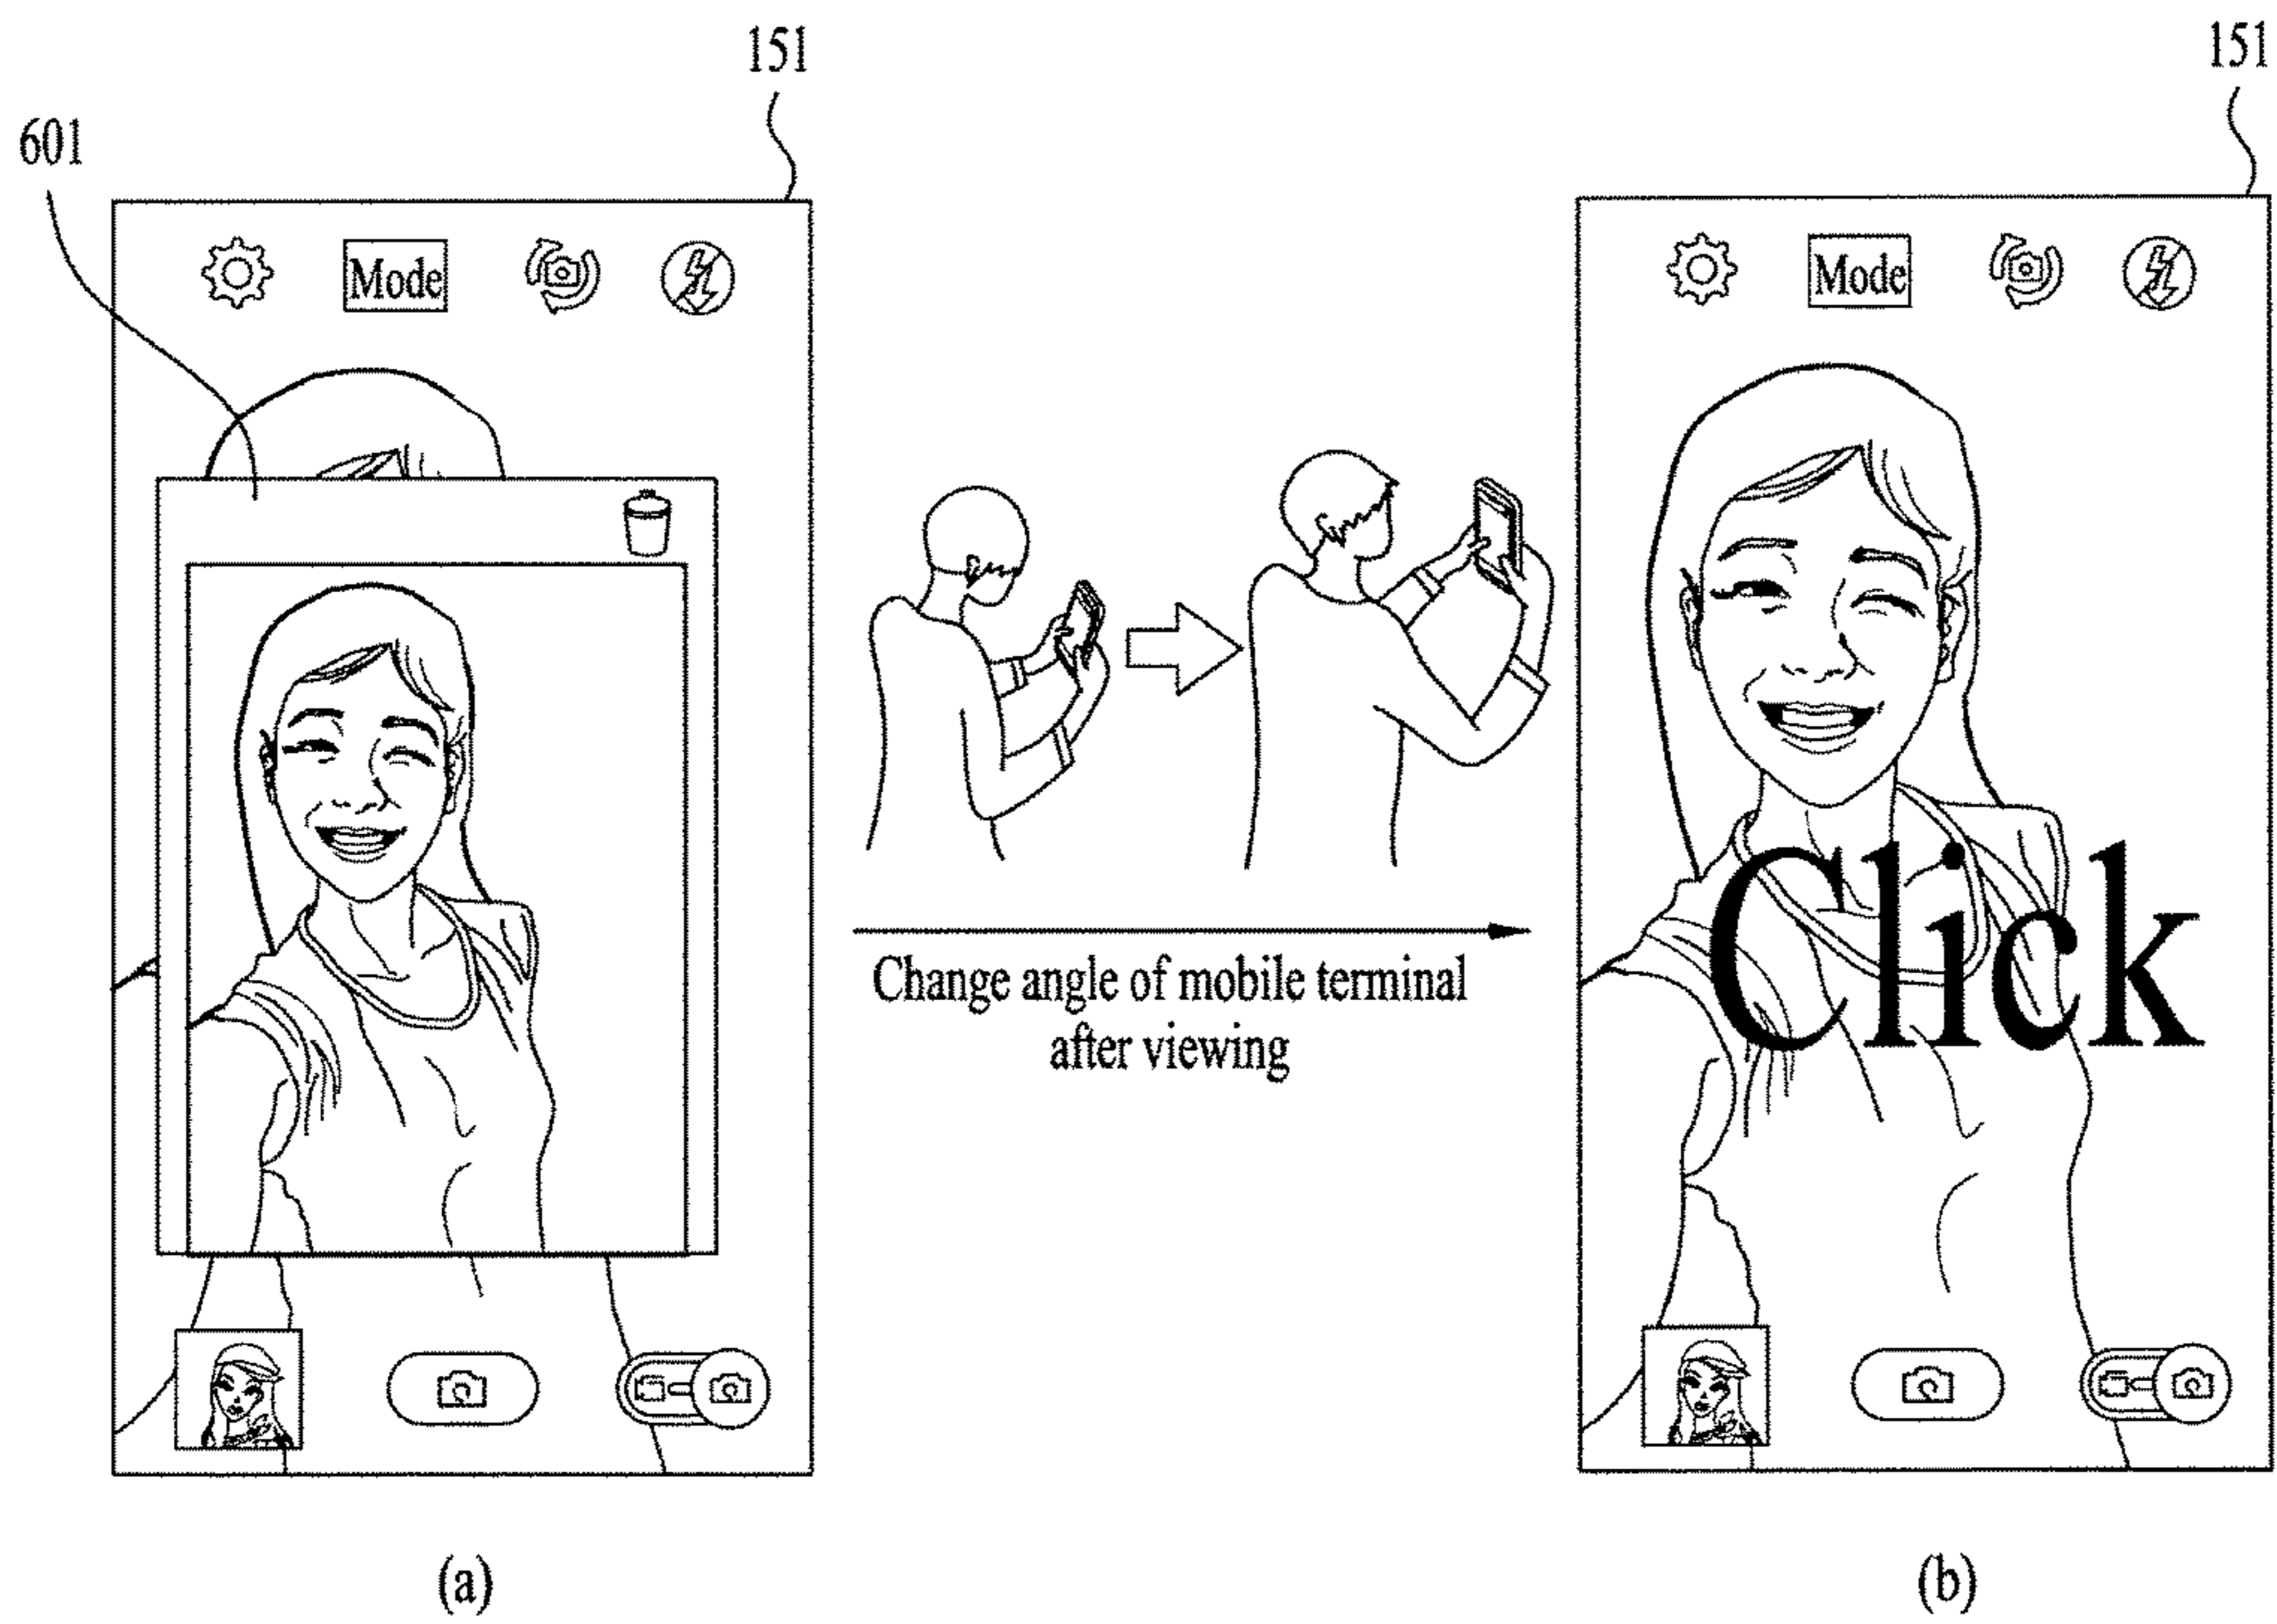 151
151
601
Mode
Mode
Click
Change angle of mobile terminal
after viewing
(a)
(b)